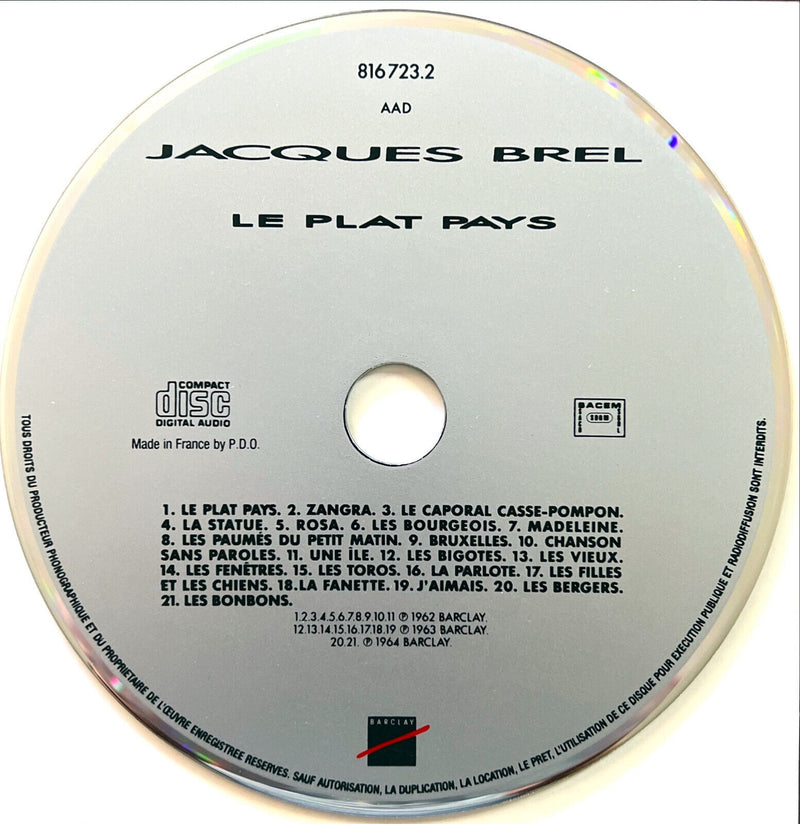 816 723.2
AAD
JACQUES BREL
LE PLAT PAYS
COMPACT
disc
DIGITAL AUDIO
Made in France by P.D.O.
SACEM
SACD
SDRM
SGDL
1. LE PLAT PAYS. 2. ZANGRA. 3. LE CAPORAL CASSE-POMPON.
4. LA STATUE. 5. ROSA. 6. LES BOURGEOIS. 7. MADELEINE.
8. LES PAUMÉS DU PETIT MATIN. 9. BRUXELLES. 10. CHANSON
SANS PAROLES. 11. UNE ÎLE. 12. LES BIGOTES. 13. LES VIEUX.
14. LES FENÊTRES. 15. LES TOROS. 16. LA PARLOTE. 17. LES FILLES
ET LES CHIENS. 18. LA FANETTE. 19. J'AIMAIS. 20. LES BERGERS.
21. LES BONBONS.
1.2.3.4.5.6.7.8.9.10.11 ℗ 1962 BARCLAY.
12.13.14.15.16.17.18.19 ℗ 1963 BARCLAY.
20.21. ℗ 1964 BARCLAY.
BARCLAY
TOUS DROITS DU PRODUCTEUR PHONOGRAPHIQUE ET DU PROPRIETAIRE DE L'ŒUVRE ENREGISTREE RESERVES. SAUF AUTORISATION, LA DUPLICATION, LA LOCATION, LE PRET, L'UTILISATION DE CE DISQUE POUR EXECUTION PUBLIQUE ET RADIODIFFUSION SONT INTERDITS.